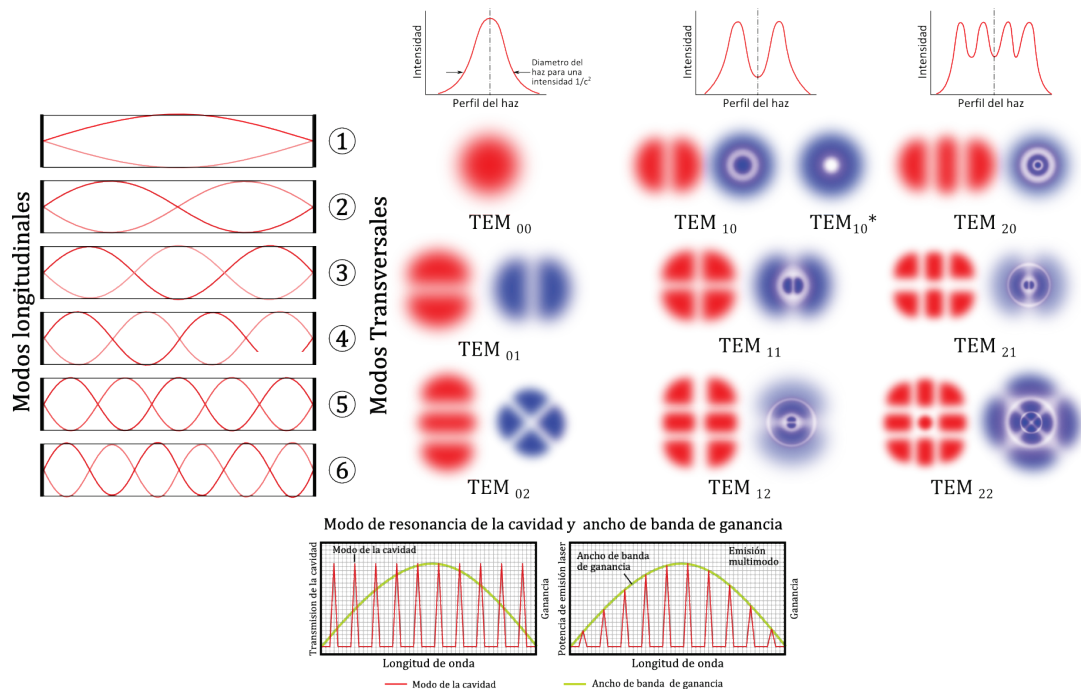 Intensidad
Diametro del
haz para una
intensidad 1/c²
Perfil del haz
Intensidad
Perfil del haz
Intensidad
Perfil del haz
Modos longitudinales
①
②
③
④
⑤
⑥
Modos Transversales
TEM 00
TEM 10
TEM10*
TEM 20
TEM 01
TEM 11
TEM 21
TEM 02
TEM 12
TEM 22
Modo de resonancia de la cavidad y ancho de banda de ganancia
Transmision de la cavidad
Modo de la cavidad
Ganancia
Longitud de onda
Potencia de emisión laser
Ancho de banda
de ganancia
Emisión
multimodo
Ganancia
Longitud de onda
Modo de la cavidad
Ancho de banda de ganancia